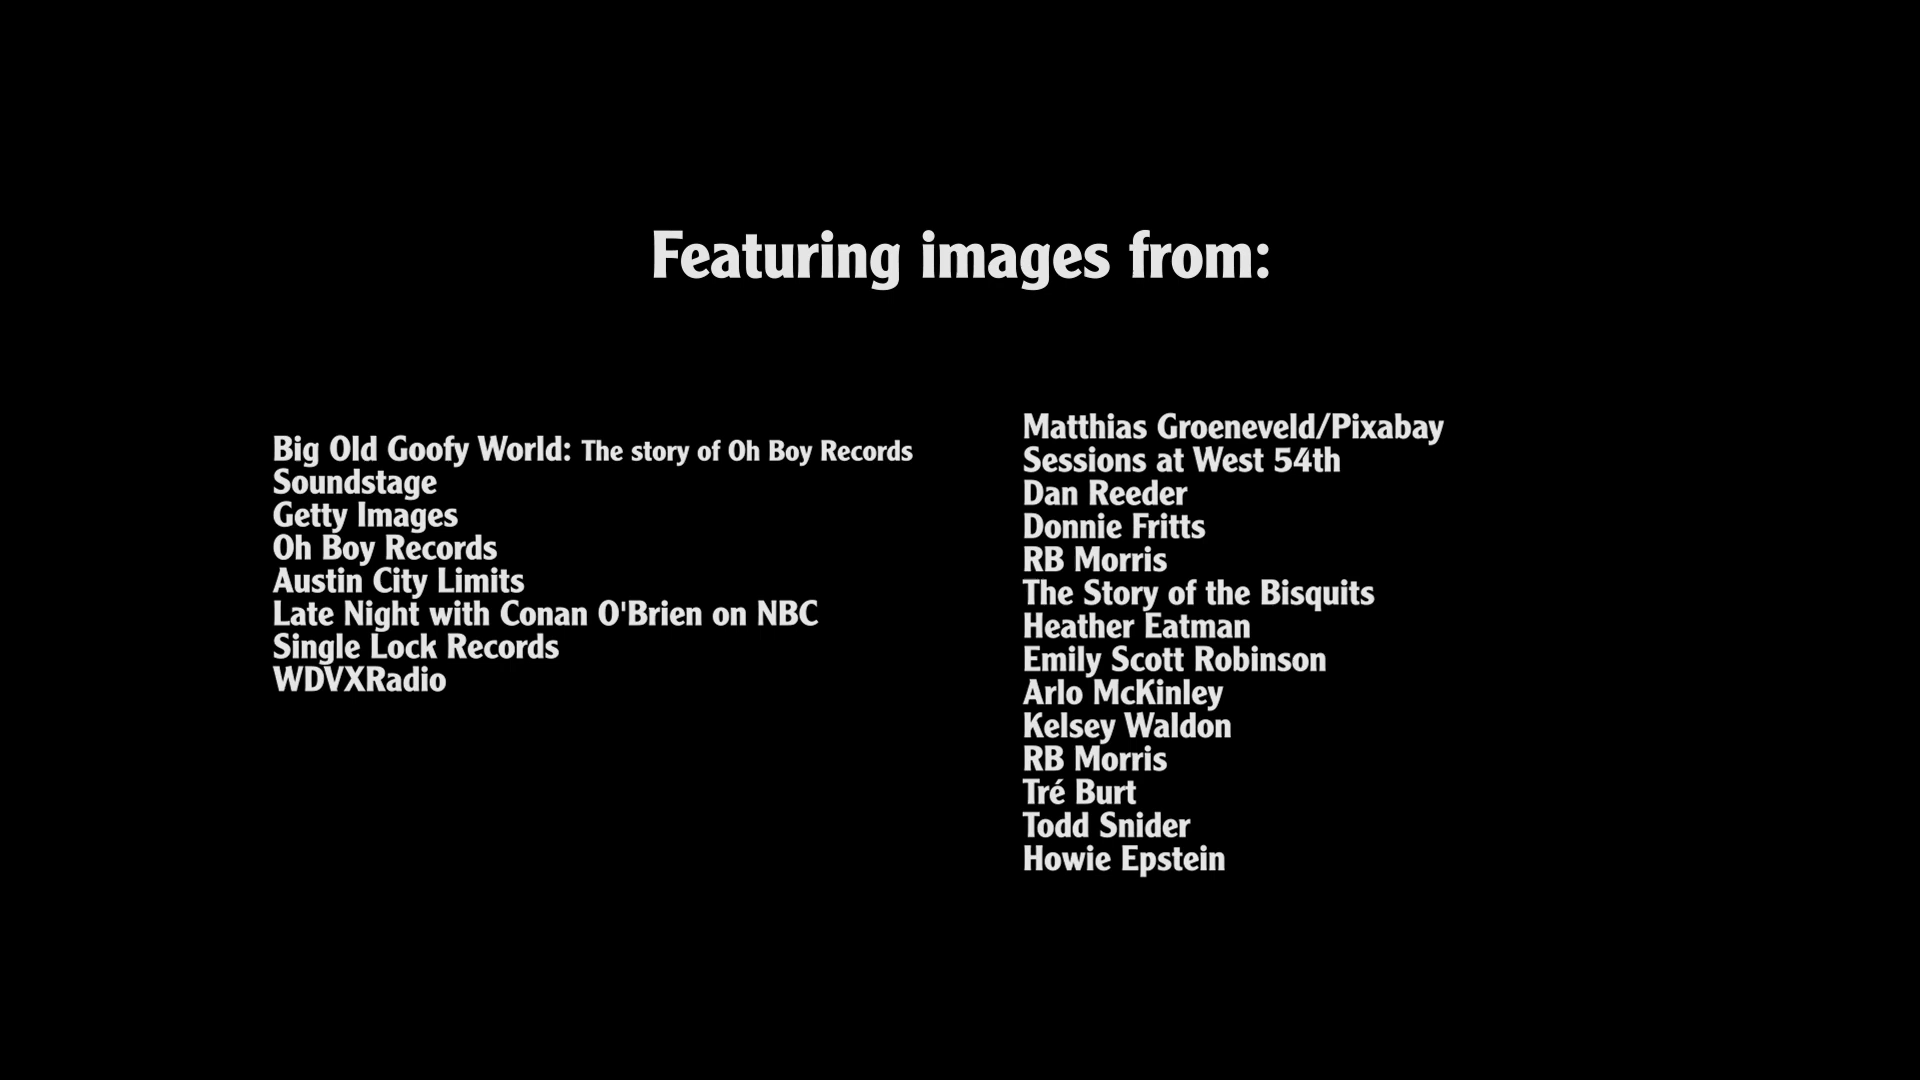 Featuring images from:
Big Old Goofy World: The story of Oh Boy Records
Soundstage
Getty Images
Oh Boy Records
Austin City Limits
Late Night with Conan O'Brien on NBC
Single Lock Records
WDVXRadio
Matthias Groeneveld/Pixabay
Sessions at West 54th
Dan Reeder
Donnie Fritts
RB Morris
The Story of the Bisquits
Heather Eatman
Emily Scott Robinson
Arlo McKinley
Kelsey Waldon
RB Morris
Tré Burt
Todd Snider
Howie Epstein